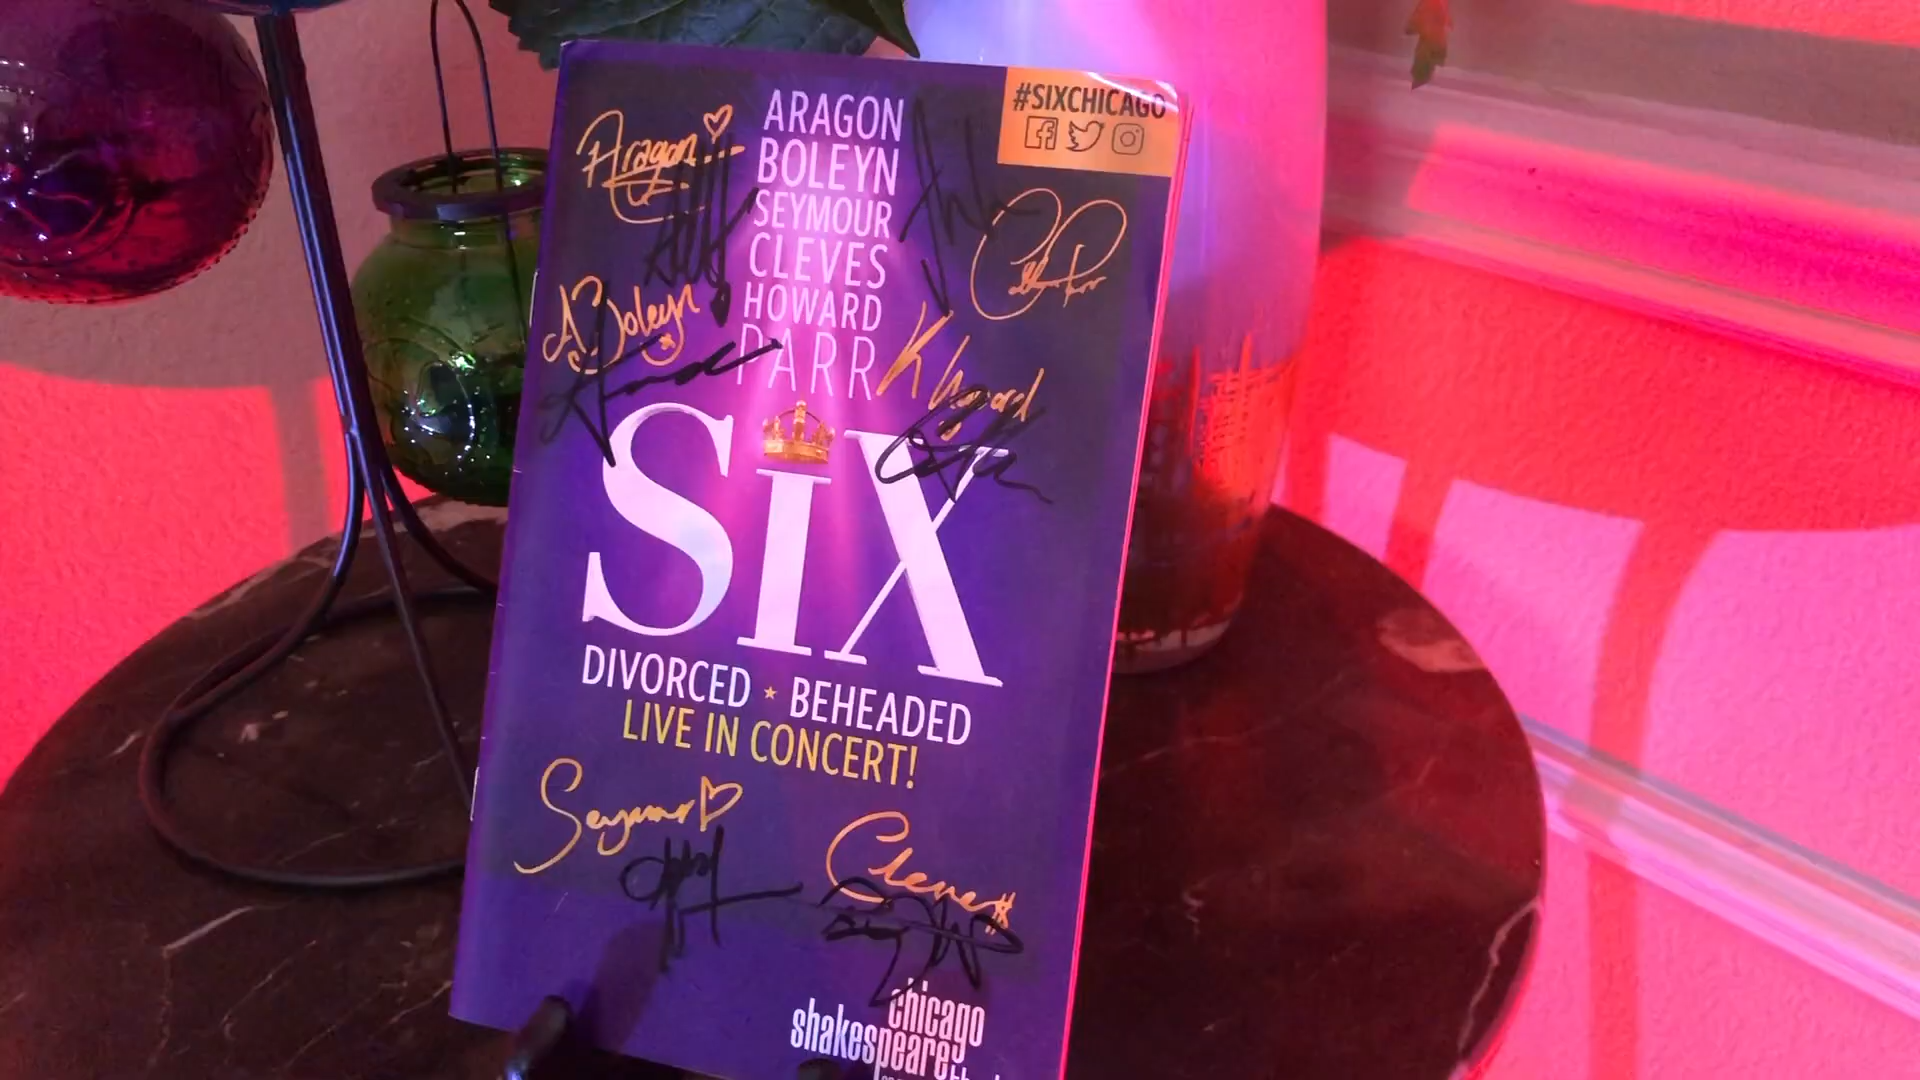 #SIXCHICAGO
ARAGON
BOLEYN
SEYMOUR
CLEVES
HOWARD
PARR
Aragon
ABoleyn
K Howard
SIX
DIVORCED ★ BEHEADED
LIVE IN CONCERT!
Seymour
Cleves
chicago
shakespeare